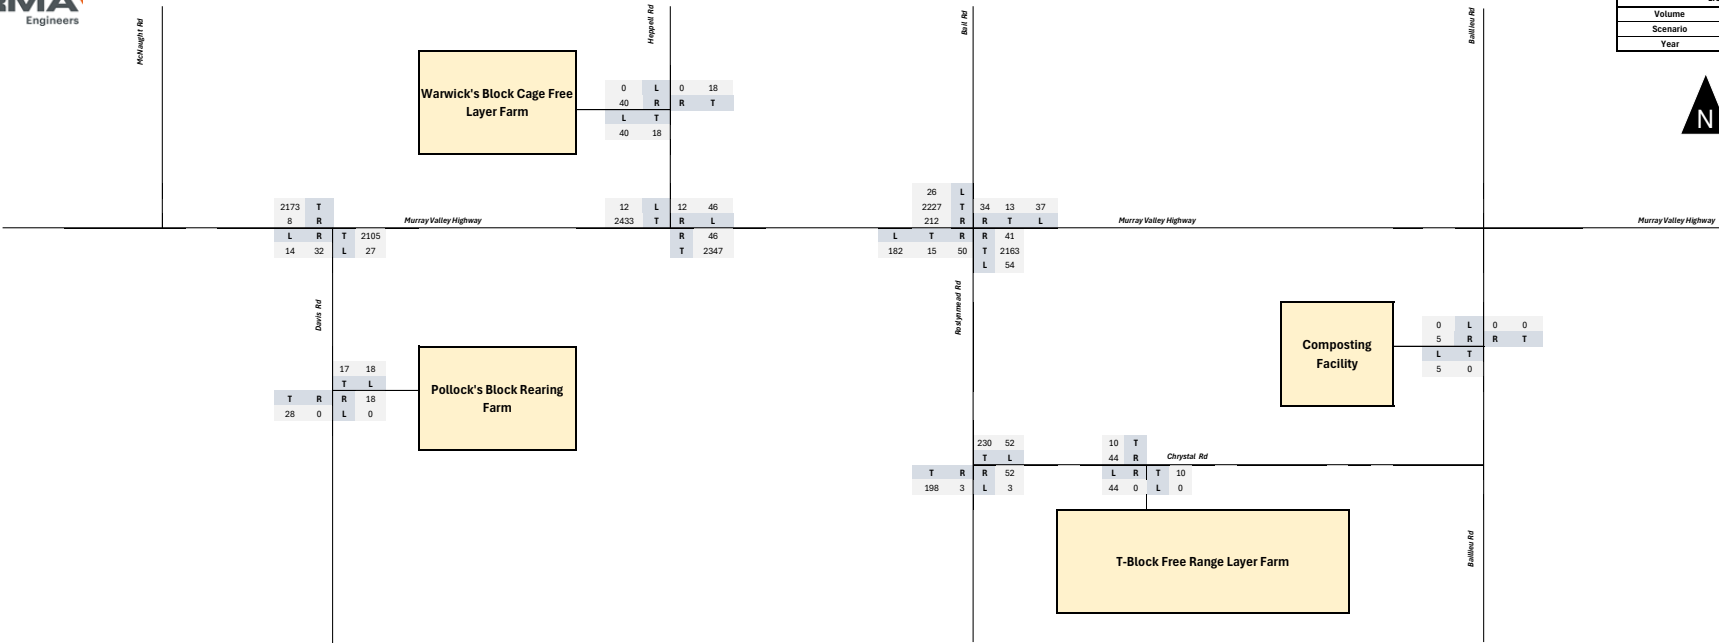 Engineers
McNaught Rd
Heppell Rd
Ball Rd
Baillieu Rd
Volume
Scenario
Year
N
Warwick's Block Cage Free
Layer Farm
0 L 0 18
40 R R T
L T
40 18
2173 T
8 R
L R T 2105
14 32 L 27
Murray Valley Highway
12 L 12 46
2433 T R L
R 46
T 2347
26 L
2227 T 34 13 37
212 R R T L
L T R R 41
182 15 50 T 2163
L 54
Murray Valley Highway
Murray Valley Highway
Davis Rd
Roslynmead Rd
17 18
T L
T R R 18
28 0 L 0
Pollock's Block Rearing
Farm
Composting
Facility
0 L 0 0
5 R R T
L T
5 0
230 52
T L
T R R 52
198 3 L 3
10 T
44 R
L R T 10
44 0 L 0
Chrystal Rd
T-Block Free Range Layer Farm
Baillieu Rd